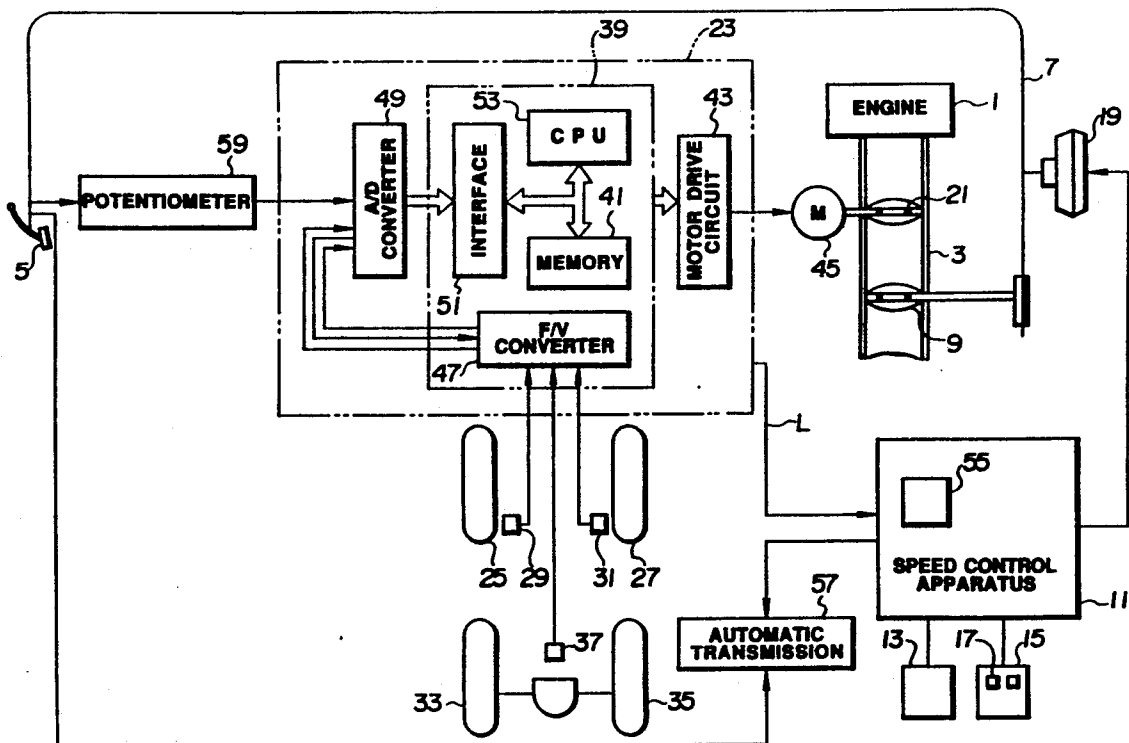 39
23
7
ENGINE
1
19
53
C P U
49
A/D
CONVERTER
INTERFACE
51
41
MEMORY
43
MOTOR DRIVE
CIRCUIT
M
45
21
3
9
59
POTENTIOMETER
5
F/V
CONVERTER
47
L
25
29
31
27
55
SPEED CONTROL
APPARATUS
11
57
AUTOMATIC
TRANSMISSION
37
33
35
13
17
15